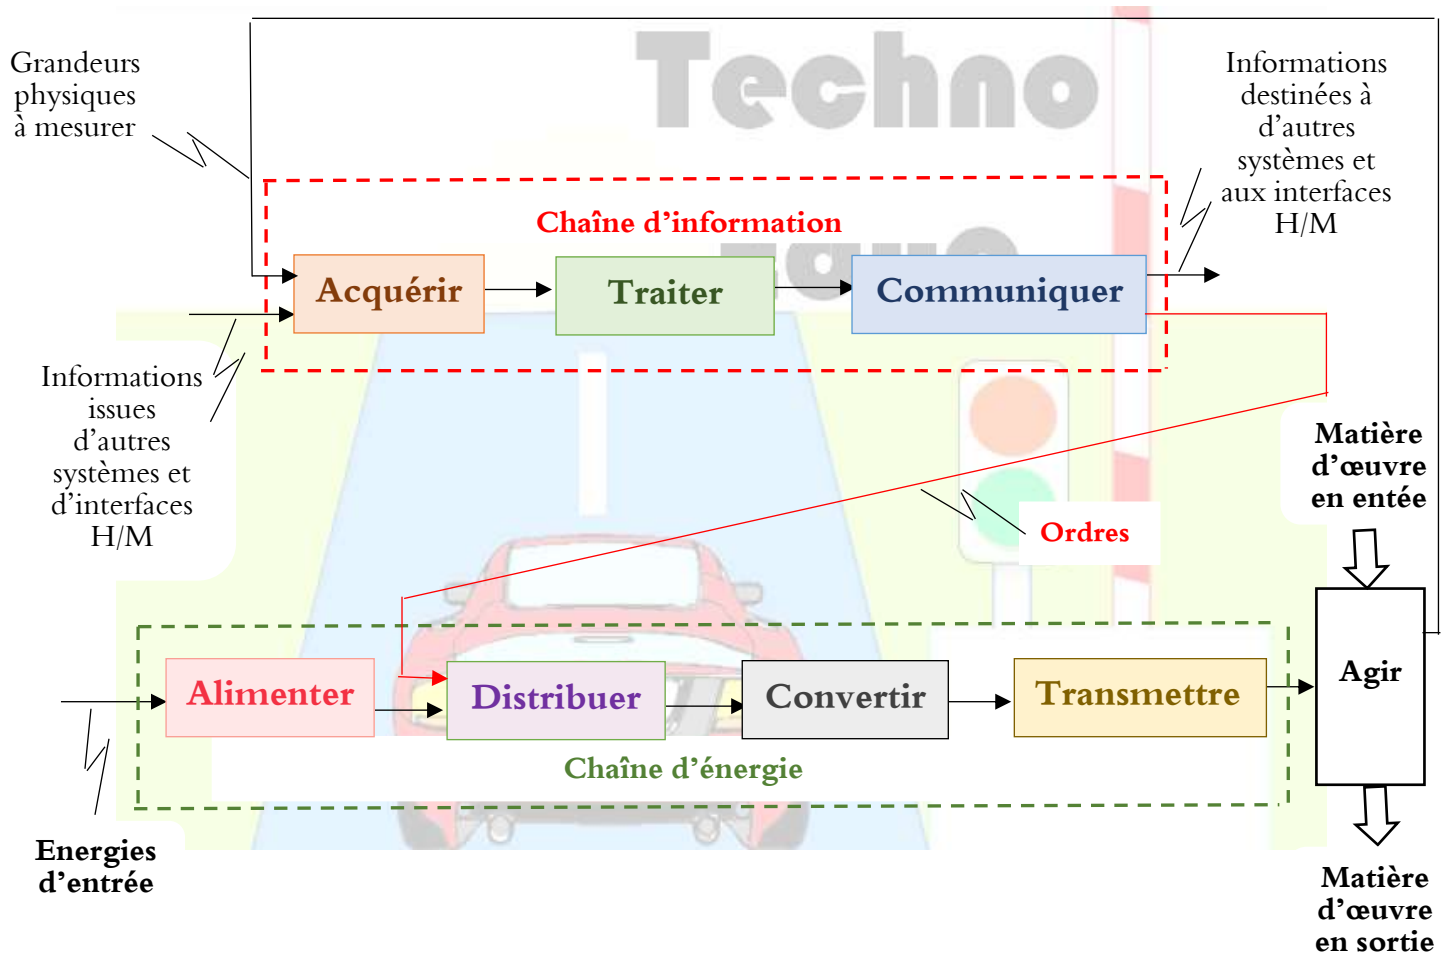 Techno
Grandeurs
physiques
à mesurer
Informations
destinées à
d'autres
systèmes et
aux interfaces
H/M
Chaîne d'information
Acquérir
Traiter
Communiquer
Informations
issues
d'autres
systèmes et
d'interfaces
H/M
Matière
d'œuvre
en entée
Ordres
Alimenter
Distribuer
Convertir
Transmettre
Agir
Chaîne d'énergie
Energies
d'entrée
Matière
d'œuvre
en sortie